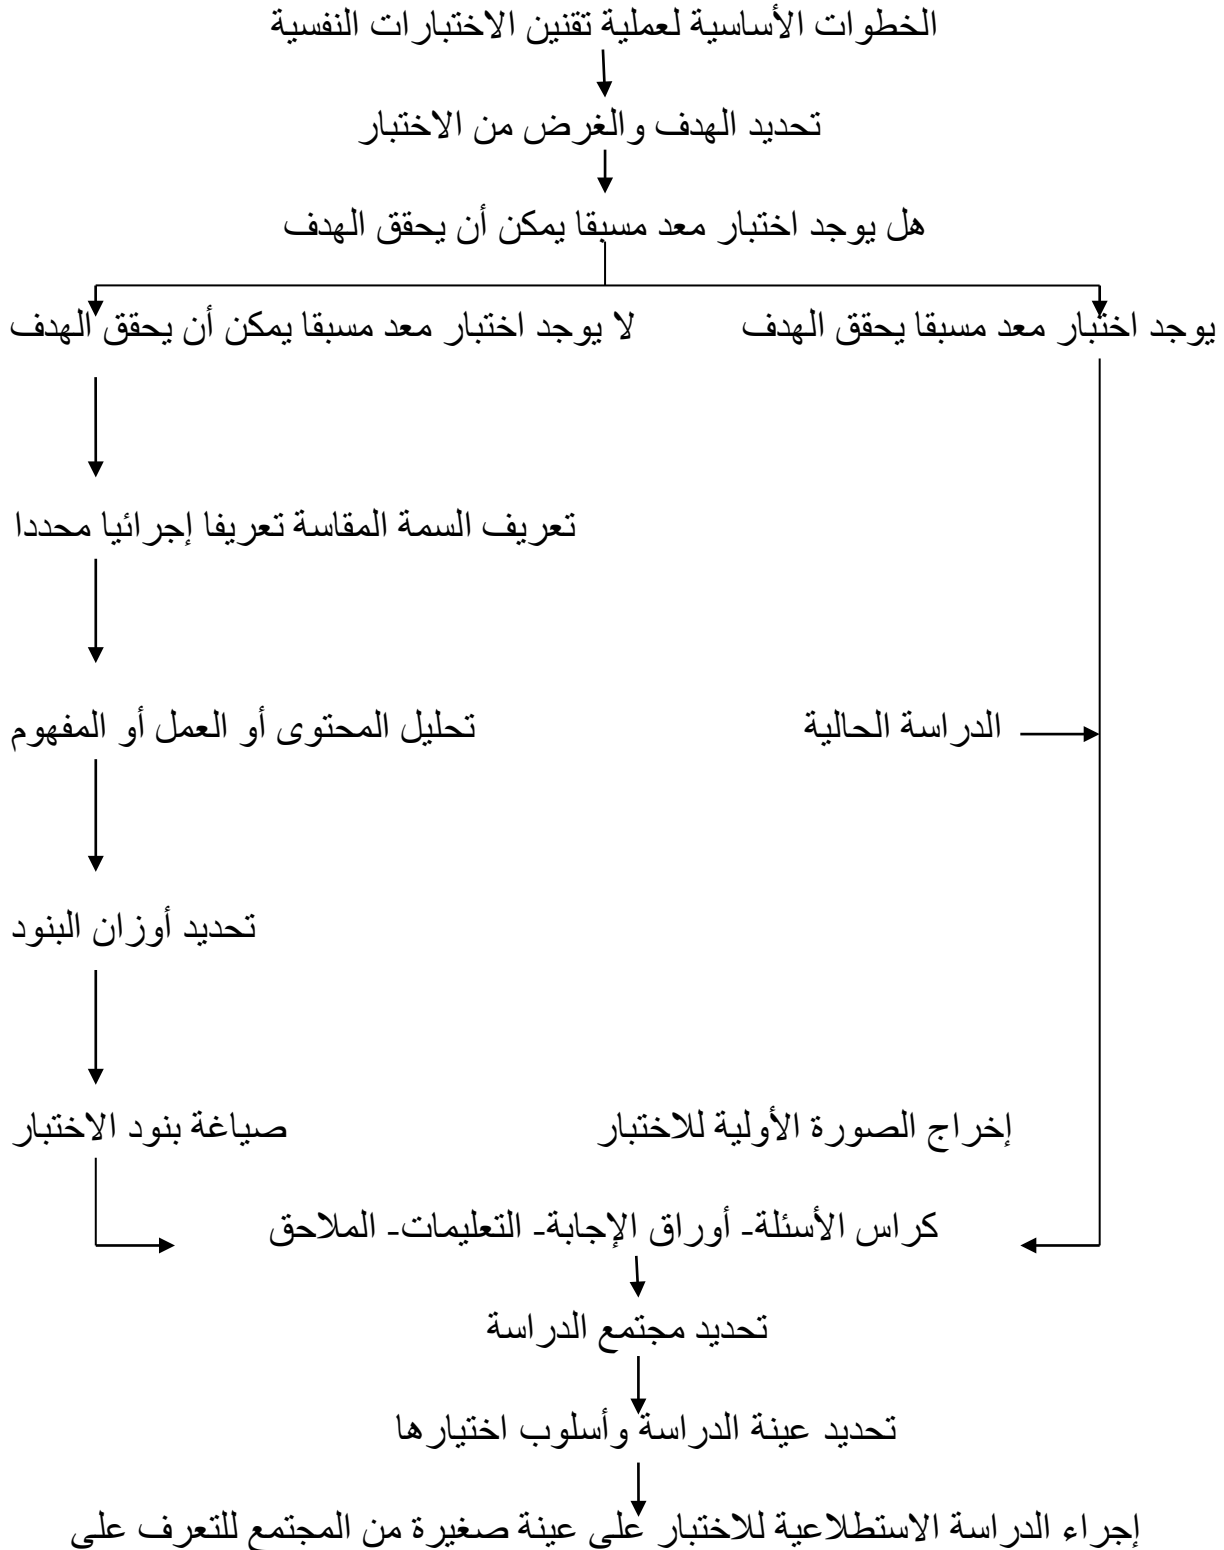 الخطوات الأساسية لعملية تقنين الاختبارات النفسية
تحديد الهدف والغرض من الاختبار
هل يوجد اختبار معد مسبقا يمكن أن يحقق الهدف
يوجد اختبار معد مسبقا يحقق الهدف
لا يوجد اختبار معد مسبقا يمكن أن يحقق الهدف
تعريف السمة المقاسة تعريفا إجرائيا محددا
الدراسة الحالية
تحليل المحتوى أو العمل أو المفهوم
تحديد أوزان البنود
إخراج الصورة الأولية للاختبار
صياغة بنود الاختبار
كراس الأسئلة- أوراق الإجابة- التعليمات- الملاحق
تحديد مجتمع الدراسة
تحديد عينة الدراسة وأسلوب اختيارها
إجراء الدراسة الاستطلاعية للاختبار على عينة صغيرة من المجتمع للتعرف على